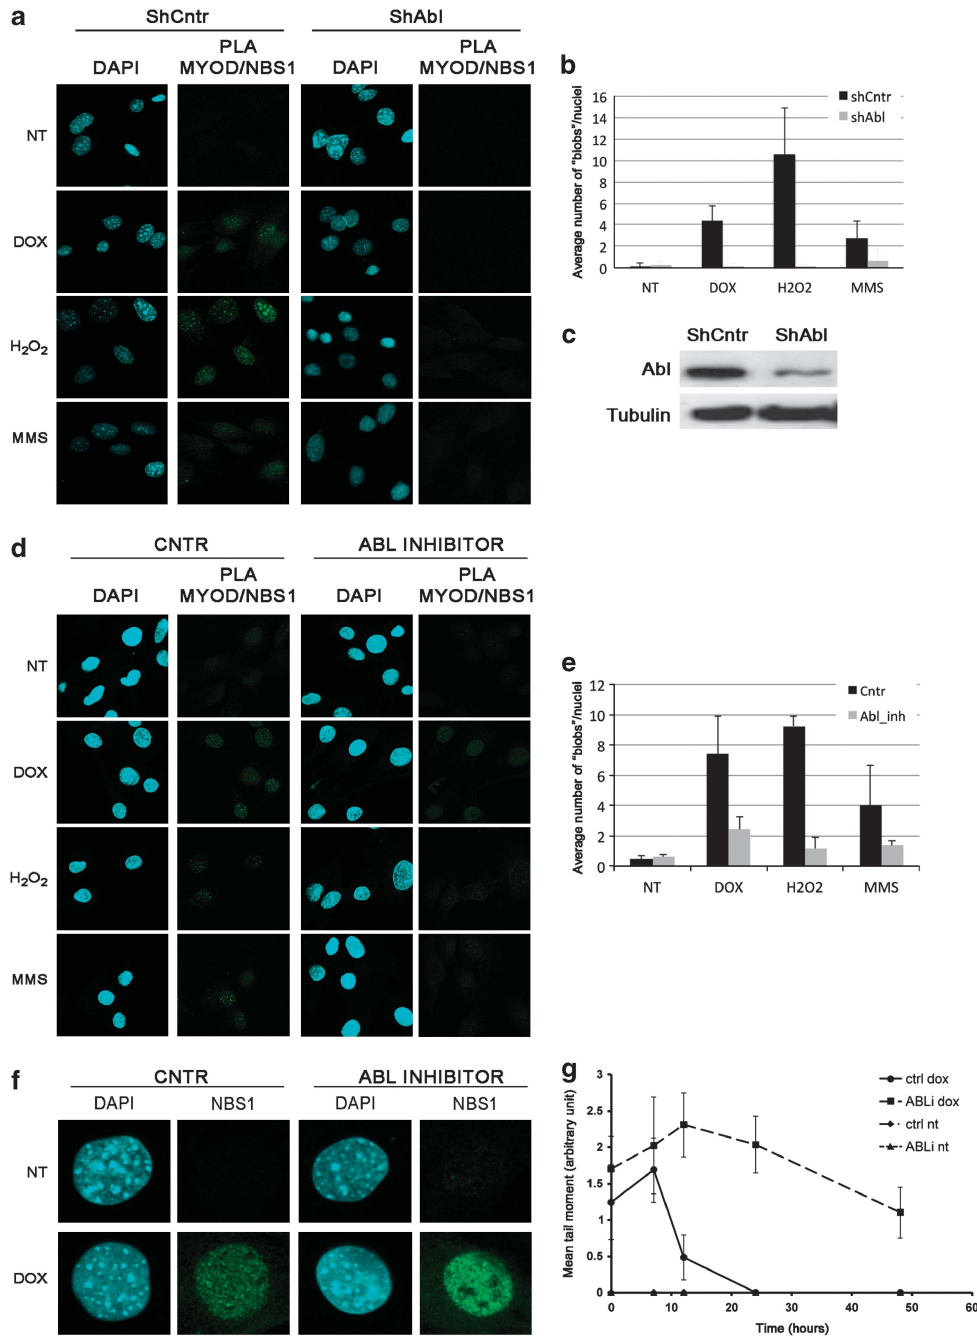 a
ShCntr
ShAbl
DAPI
PLA
MYOD/NBS1
DAPI
PLA
MYOD/NBS1
NT
DOX
H2O2
MMS
b
Average number of "blobs"/nuclei
16
14
12
10
8
6
4
2
0
shCntr
shAbl
NT
DOX
H2O2
MMS
c
ShCntr
ShAbl
Abl
Tubulin
d
CNTR
ABL INHIBITOR
DAPI
PLA
MYOD/NBS1
DAPI
PLA
MYOD/NBS1
NT
DOX
H2O2
MMS
e
Average number of "blobs"/nuclei
12
10
8
6
4
2
0
Cntr
Abl_inh
NT
DOX
H2O2
MMS
f
CNTR
ABL INHIBITOR
DAPI
NBS1
DAPI
NBS1
NT
DOX
g
Mean tail moment (arbitrary unit)
3
2.5
2
1.5
1
0.5
0
ctrl dox
ABLi dox
ctrl nt
ABLi nt
0
10
20
30
40
50
60
Time (hours)